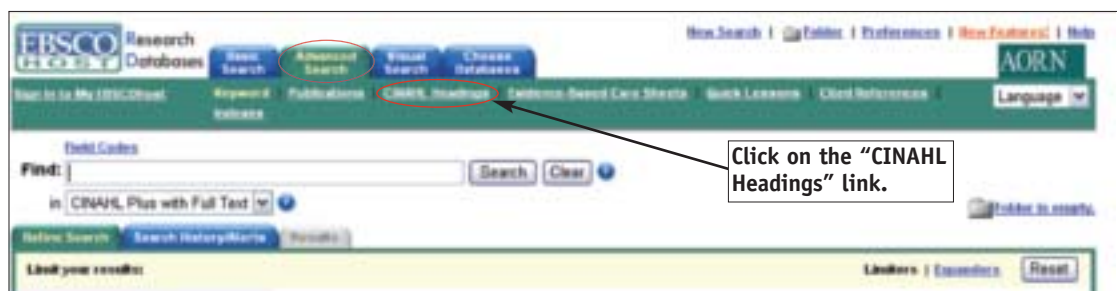 New Search | Folder | Preferences | New Features! | Help
EBSCO Research
HOST Databases
Basic Search
Advanced Search
Visual Search
Choose Databases
AORN
Sign In to My EBSCOhost
Keyword
Publications
CINAHL Headings
Evidence-Based Care Sheets
Quick Lessons
Cited References
Indexes
Language
Field Codes
Find:
Search
Clear
in CINAHL Plus with Full Text
Click on the “CINAHL
Headings” link.
Folder is empty.
Refine Search
Search History/Alerts
Results
Limit your results:
Limiters | Expanders
Reset